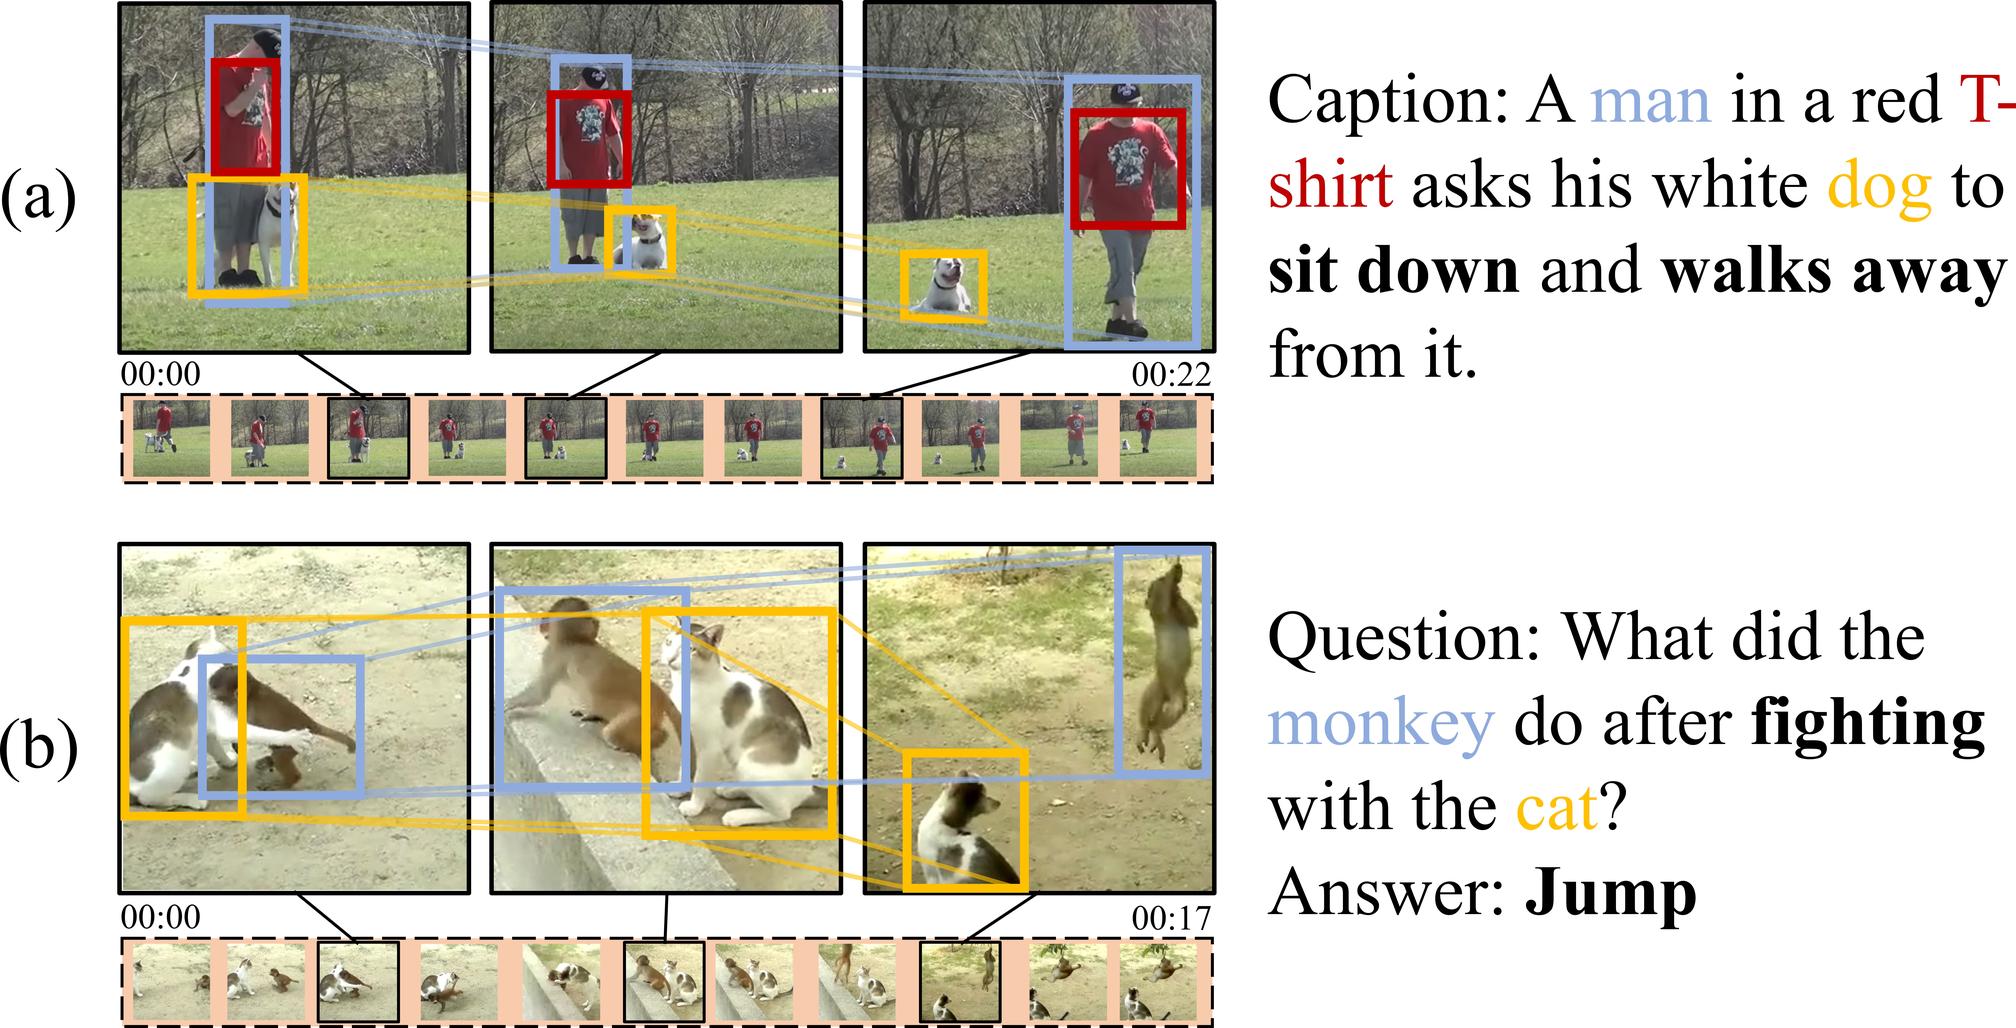 (a)
Caption: A man in a red T-
shirt asks his white dog to
sit down and walks away
from it.
00:00
00:22
(b)
Question: What did the
monkey do after fighting
with the cat?
Answer: Jump
00:00
00:17